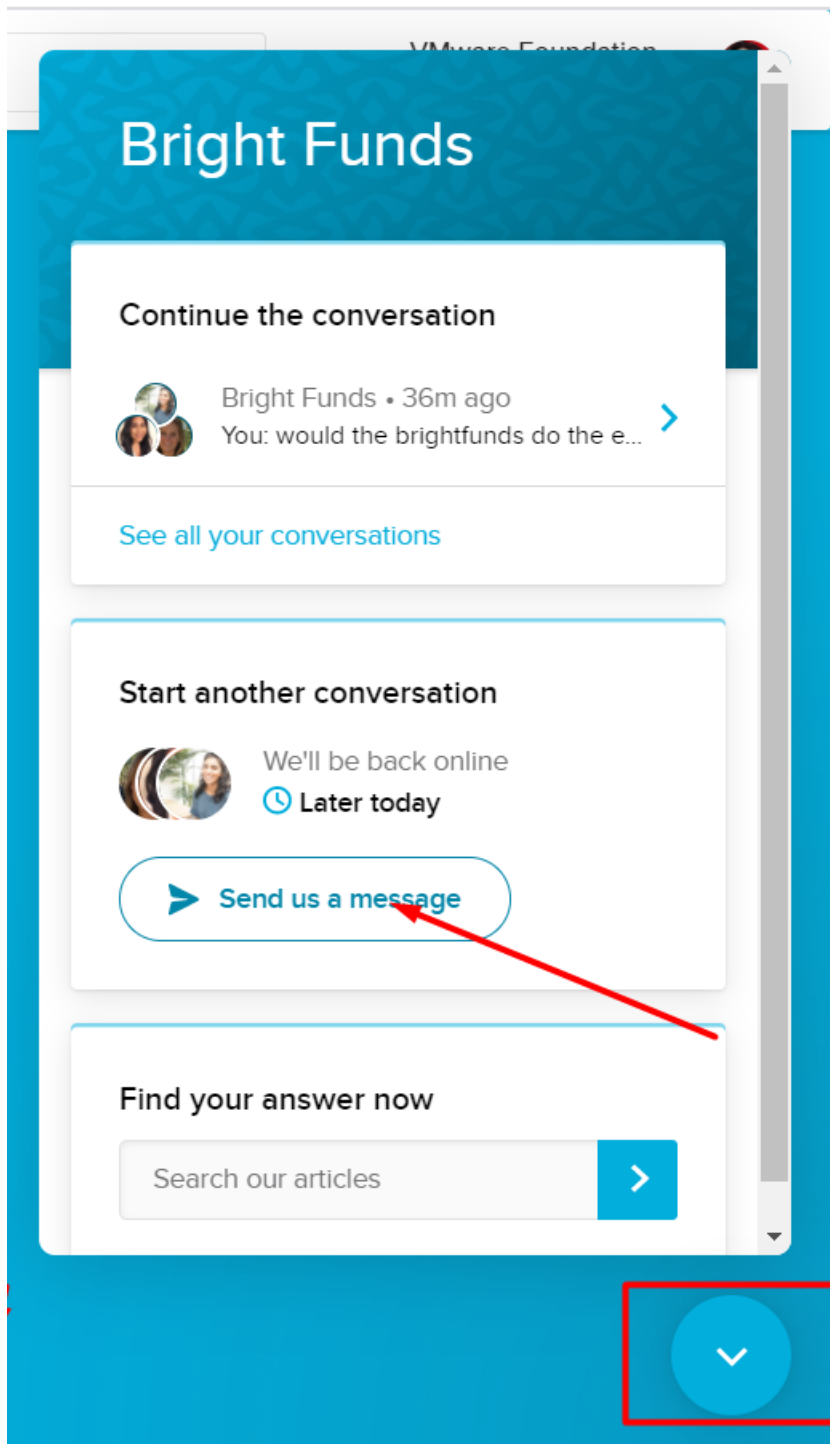 VMware Foundation
Bright Funds
Continue the conversation
Bright Funds • 36m ago
You: would the brightfunds do the e...
See all your conversations
Start another conversation
We'll be back online
Later today
Send us a message
Find your answer now
Search our articles